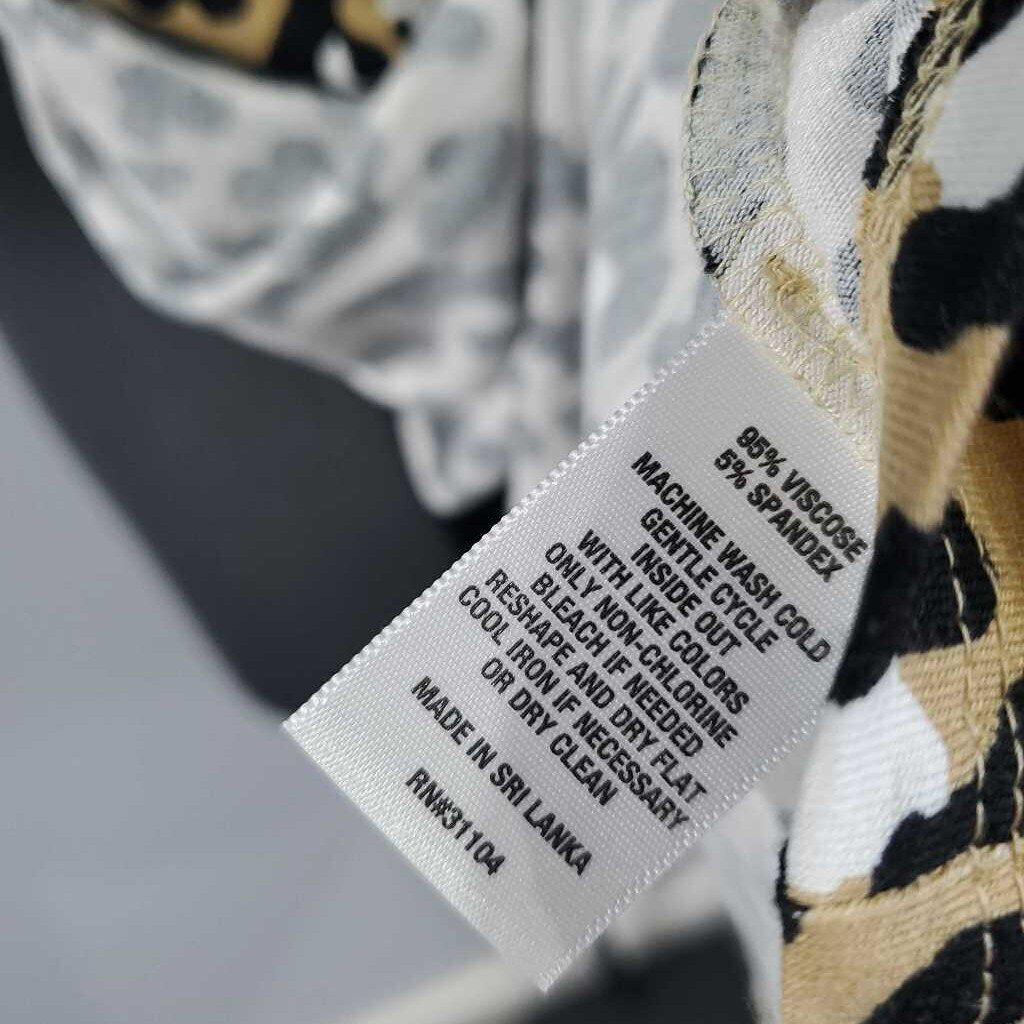 95% VISCOSE
5% SPANDEX
MACHINE WASH COLD
GENTLE CYCLE
INSIDE OUT
WITH LIKE COLORS
ONLY NON-CHLORINE
BLEACH IF NEEDED
RESHAPE AND DRY FLAT
COOL IRON IF NECESSARY
OR DRY CLEAN
MADE IN SRI LANKA
RN#31104